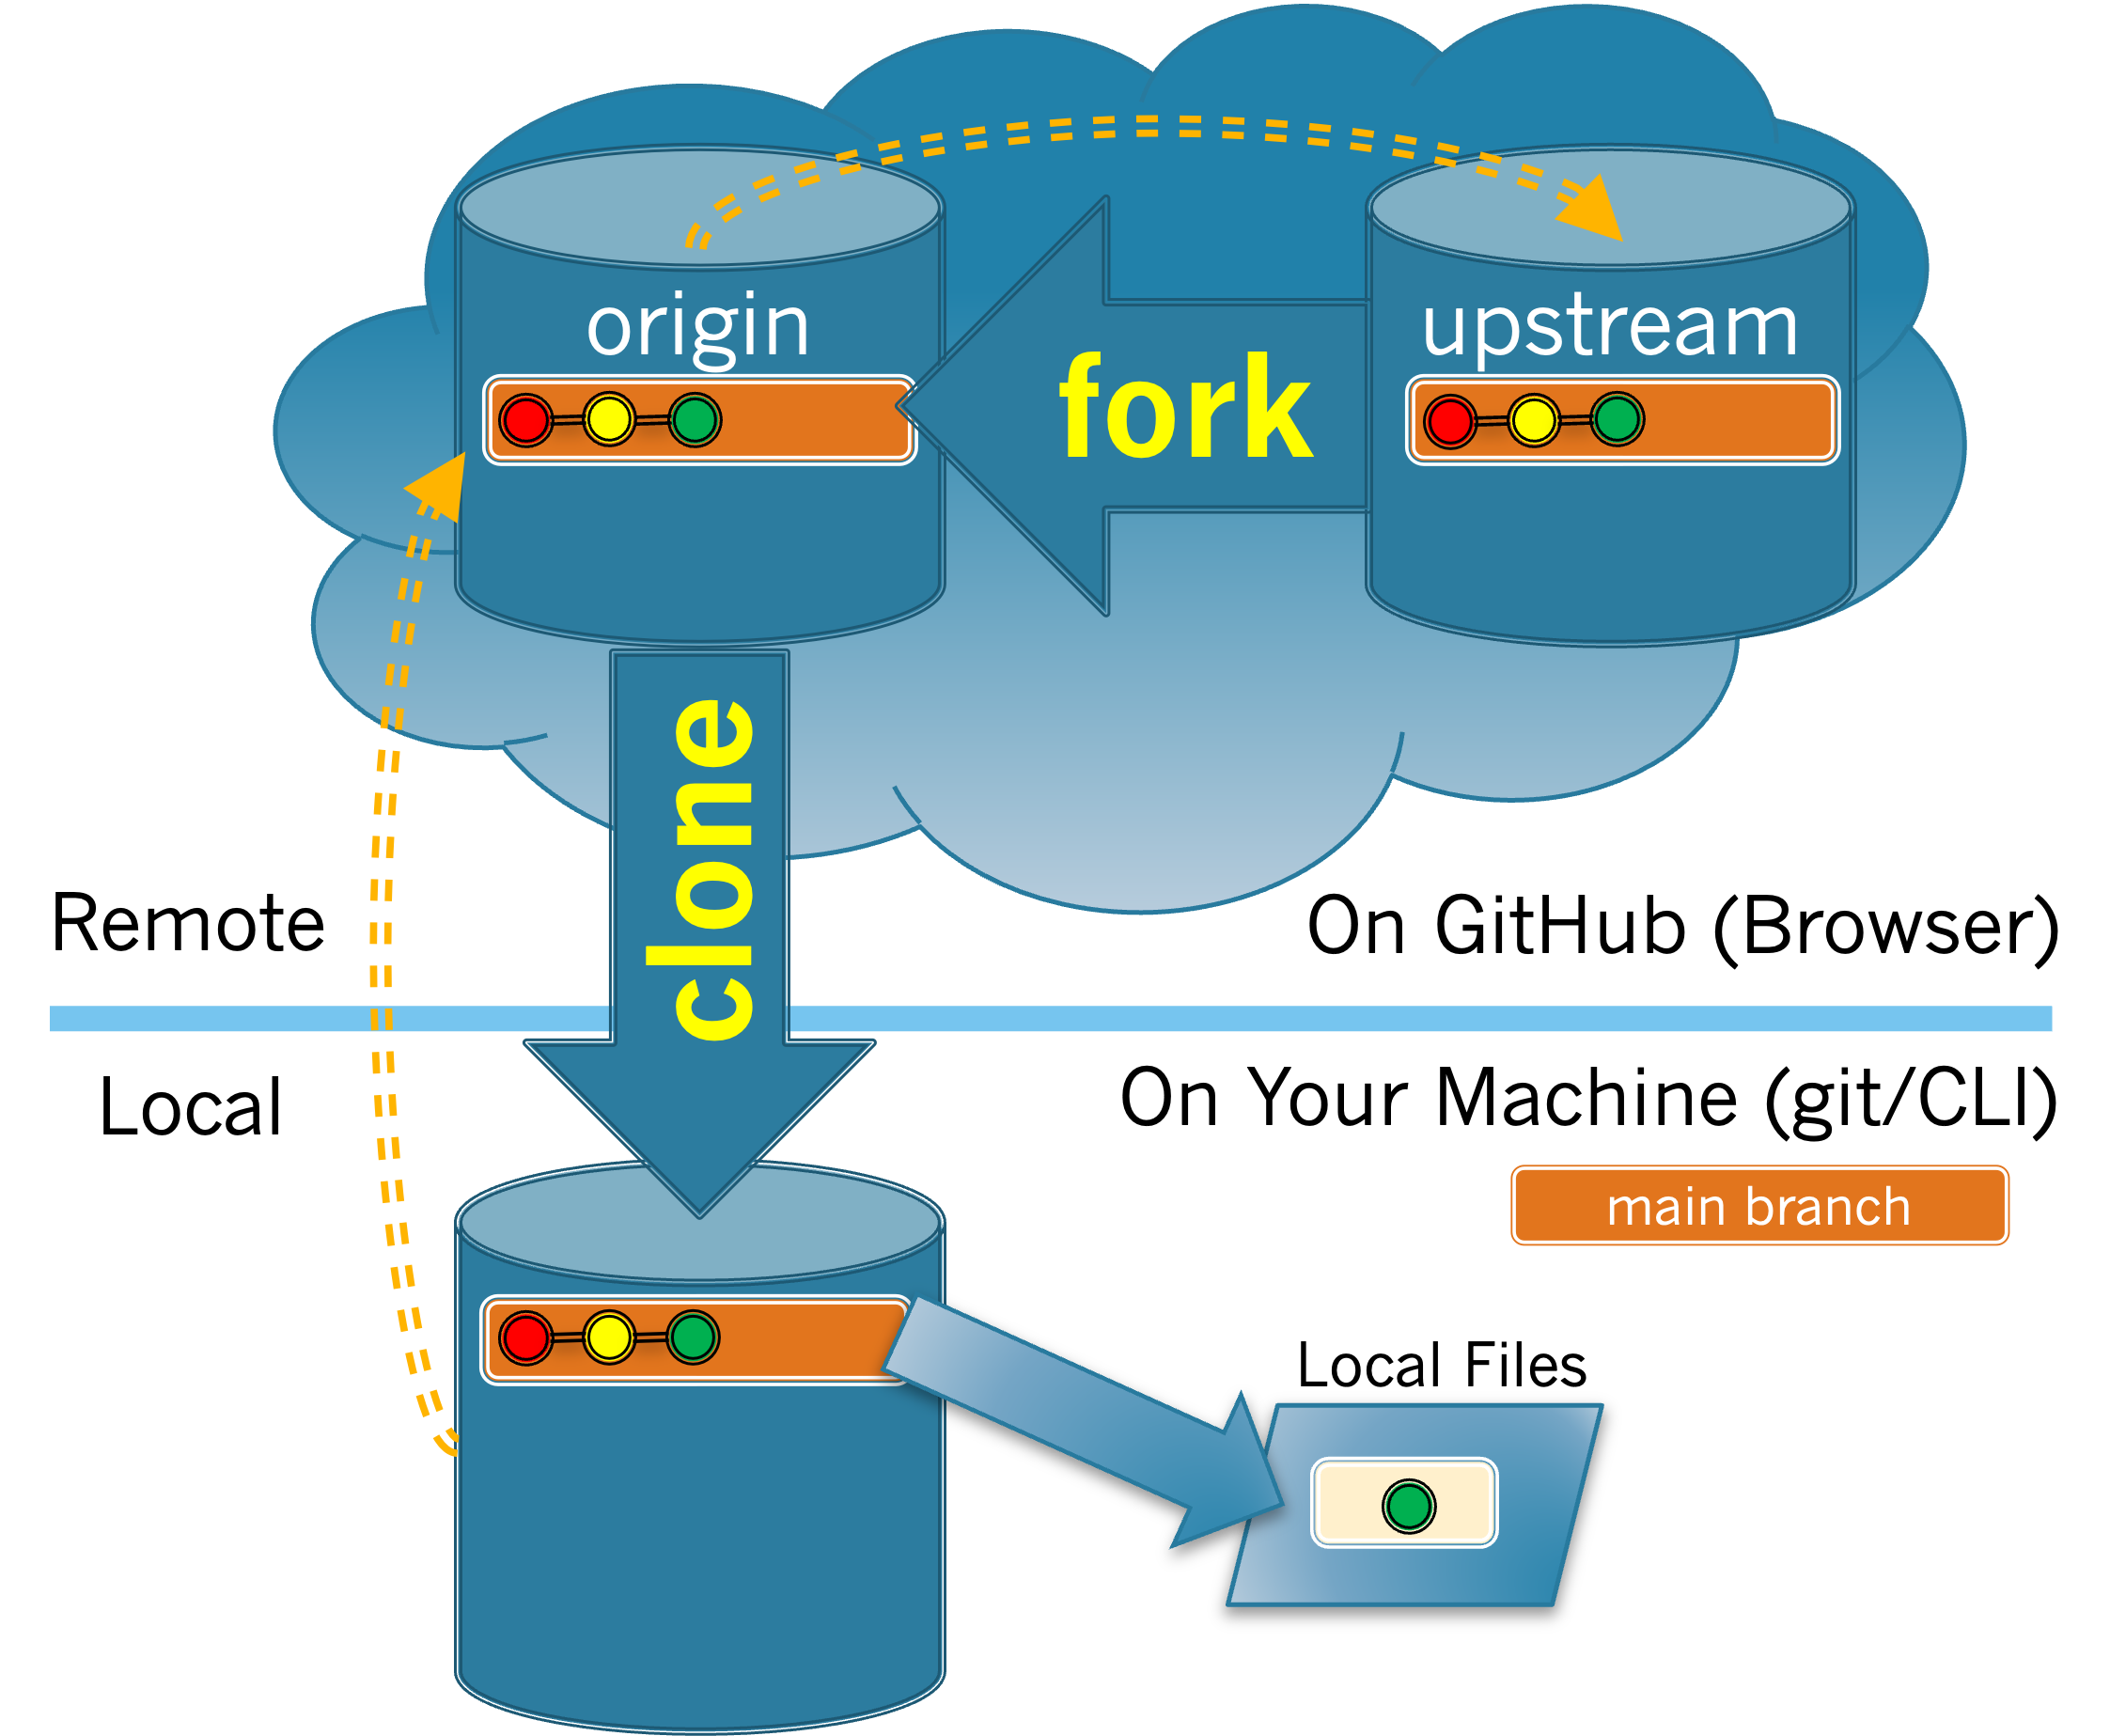 origin
upstream
fork
clone
Remote
On GitHub (Browser)
Local
On Your Machine (git/CLI)
main branch
Local Files